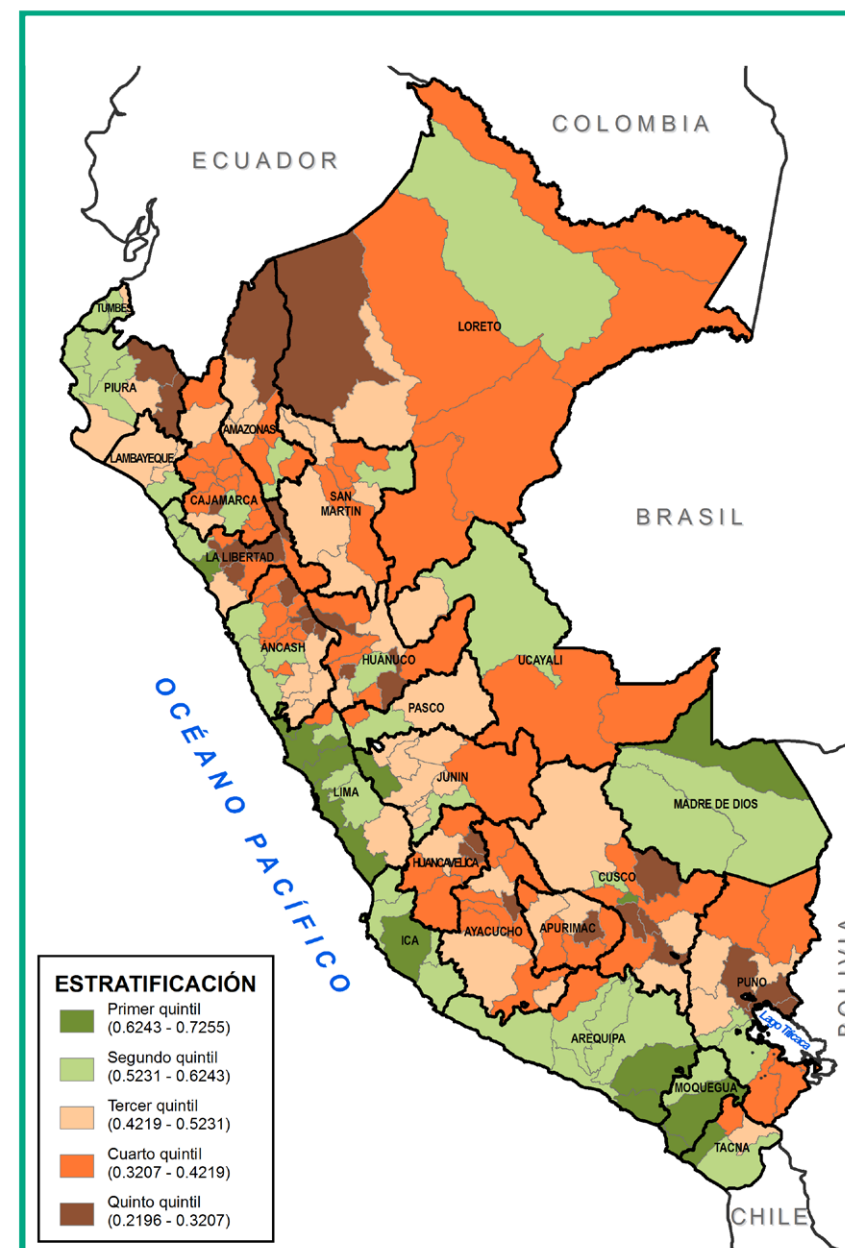 COLOMBIA
ECUADOR
TUMBES
LORETO
PIURA
AMAZONAS
LAMBAYEQUE
CAJAMARCA
SAN
MARTIN
BRASIL
LA LIBERTAD
ÁNCASH
HUÁNUCO
UCAYALI
PASCO
OCÉANO PACÍFICO
JUNIN
LIMA
MADRE DE DIOS
HUANCAVELICA
CUSCO
ICA
AYACUCHO
APURIMAC
PUNO
BOLIVIA
Lago Titicaca
AREQUIPA
MOQUEGUA
TACNA
CHILE
ESTRATIFICACIÓN
Primer quintil
(0.6243 - 0.7255)
Segundo quintil
(0.5231 - 0.6243)
Tercer quintil
(0.4219 - 0.5231)
Cuarto quintil
(0.3207 - 0.4219)
Quinto quintil
(0.2196 - 0.3207)